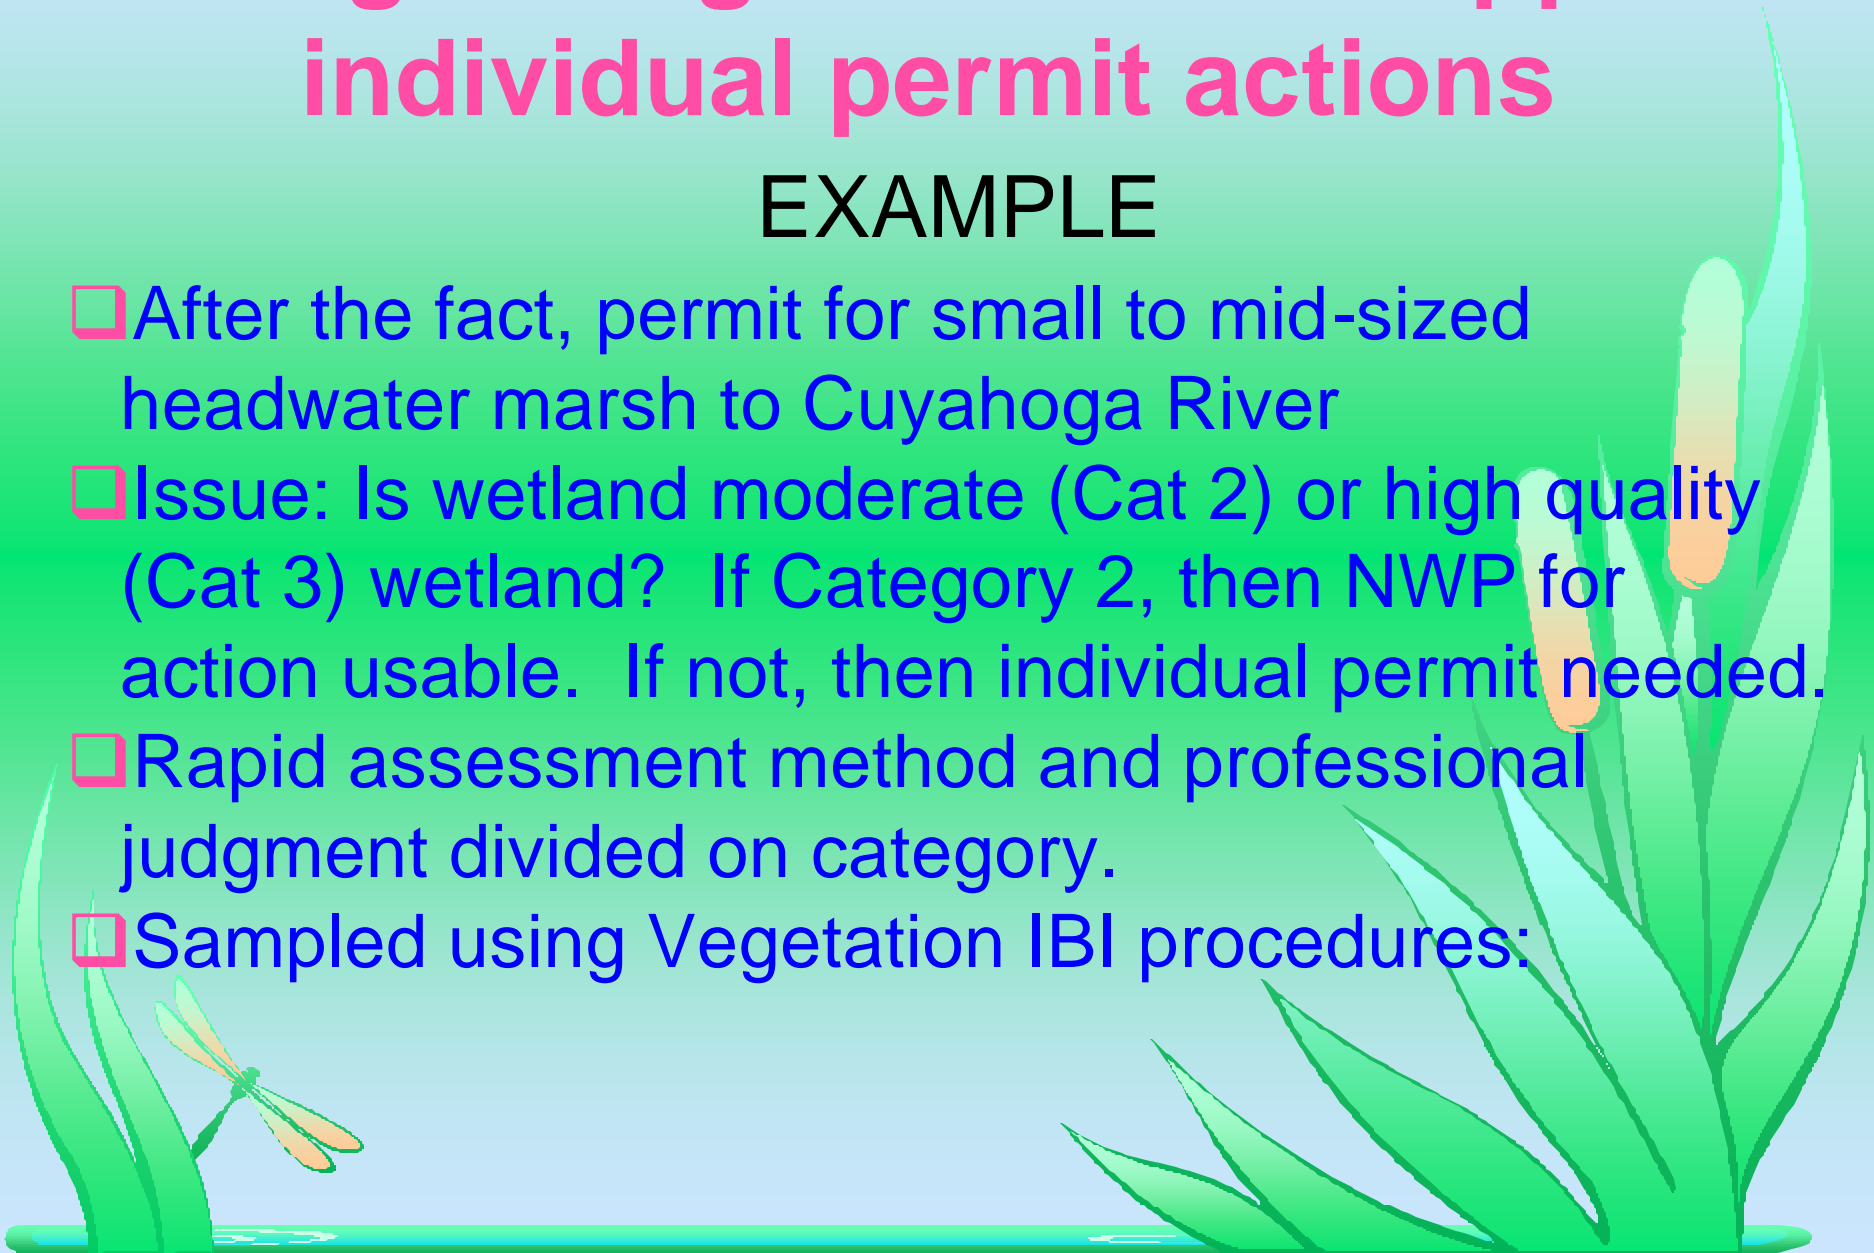 individual permit actions
EXAMPLE
❑After the fact, permit for small to mid-sized
headwater marsh to Cuyahoga River
❑Issue: Is wetland moderate (Cat 2) or high quality
(Cat 3) wetland?  If Category 2, then NWP for
action usable.  If not, then individual permit needed.
❑Rapid assessment method and professional
judgment divided on category.
❑Sampled using Vegetation IBI procedures: